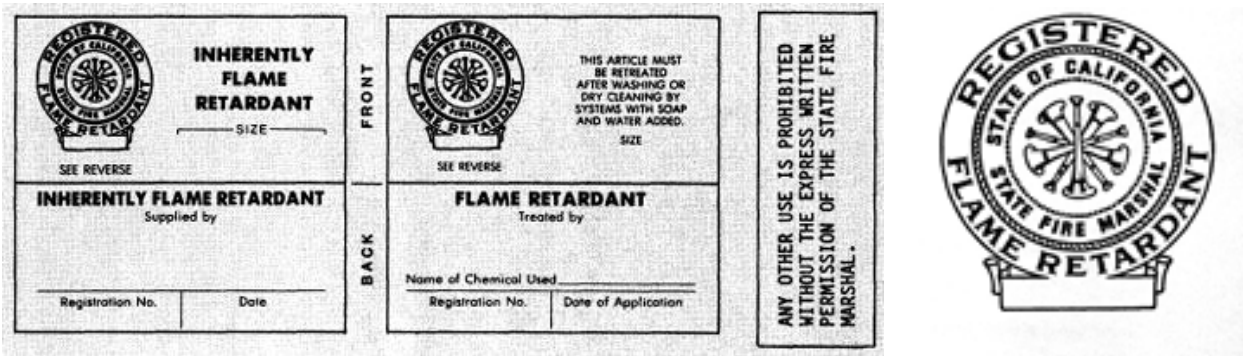 REGISTERED
STATE OF CALIFORNIA
STATE FIRE MARSHAL
FLAME RETARDANT
INHERENTLY
FLAME
RETARDANT
SIZE
SEE REVERSE
INHERENTLY FLAME RETARDANT
Supplied by
Registration No.
Date
FRONT
BACK
REGISTERED
STATE OF CALIFORNIA
STATE FIRE MARSHAL
FLAME RETARDANT
THIS ARTICLE MUST
BE RETREATED
AFTER WASHING OR
DRY CLEANING BY
SYSTEMS WITH SOAP
AND WATER ADDED.
SIZE
SEE REVERSE
FLAME RETARDANT
Treated by
Name of Chemical Used
Registration No.
Date of Application
ANY OTHER USE IS PROHIBITED
WITHOUT THE EXPRESS WRITTEN
PERMISSION OF THE STATE FIRE
MARSHAL.
REGISTERED
STATE OF CALIFORNIA
STATE FIRE MARSHAL
FLAME RETARDANT